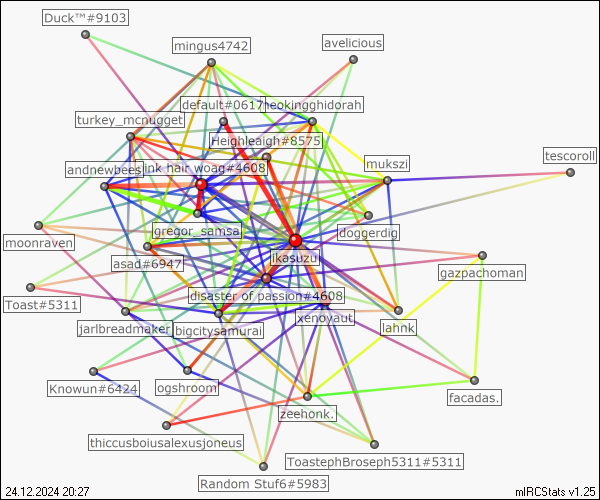 Duck™#9103
mingus4742
avelicious
default#0617
heokingghidorah
turkey_mcnugget
Heighleaigh#8575
tescoroll
mukszi
andnewbees
ink hair woag#4608
doggerdig
gregor_samsa
moonraven
ikasuzu
asad#6947
gazpachoman
disaster of passion#4608
Toast#5311
xenoyaut
lahnk
jarlbreadmaker
bigcitysamurai
Knowun#6424
ogshroom
facadas.
zeehonk.
thiccusboiusalexusjoneus
ToastephBroseph5311#5311
Random Stuf6#5983
24.12.2024 20:27
mIRCStats v1.25